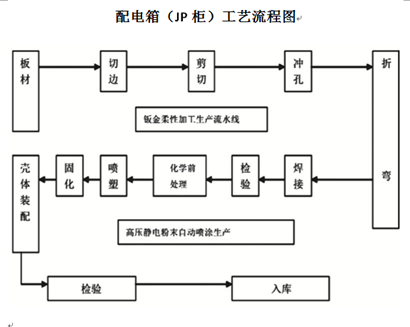 配电箱（JP 柜）工艺流程图
板材
切边
剪切
冲孔
折弯
钣金柔性加工生产流水线
壳体装配
固化
喷塑
化学前
处理
检验
焊接
高压静电粉末自动喷涂生产
检验
入库